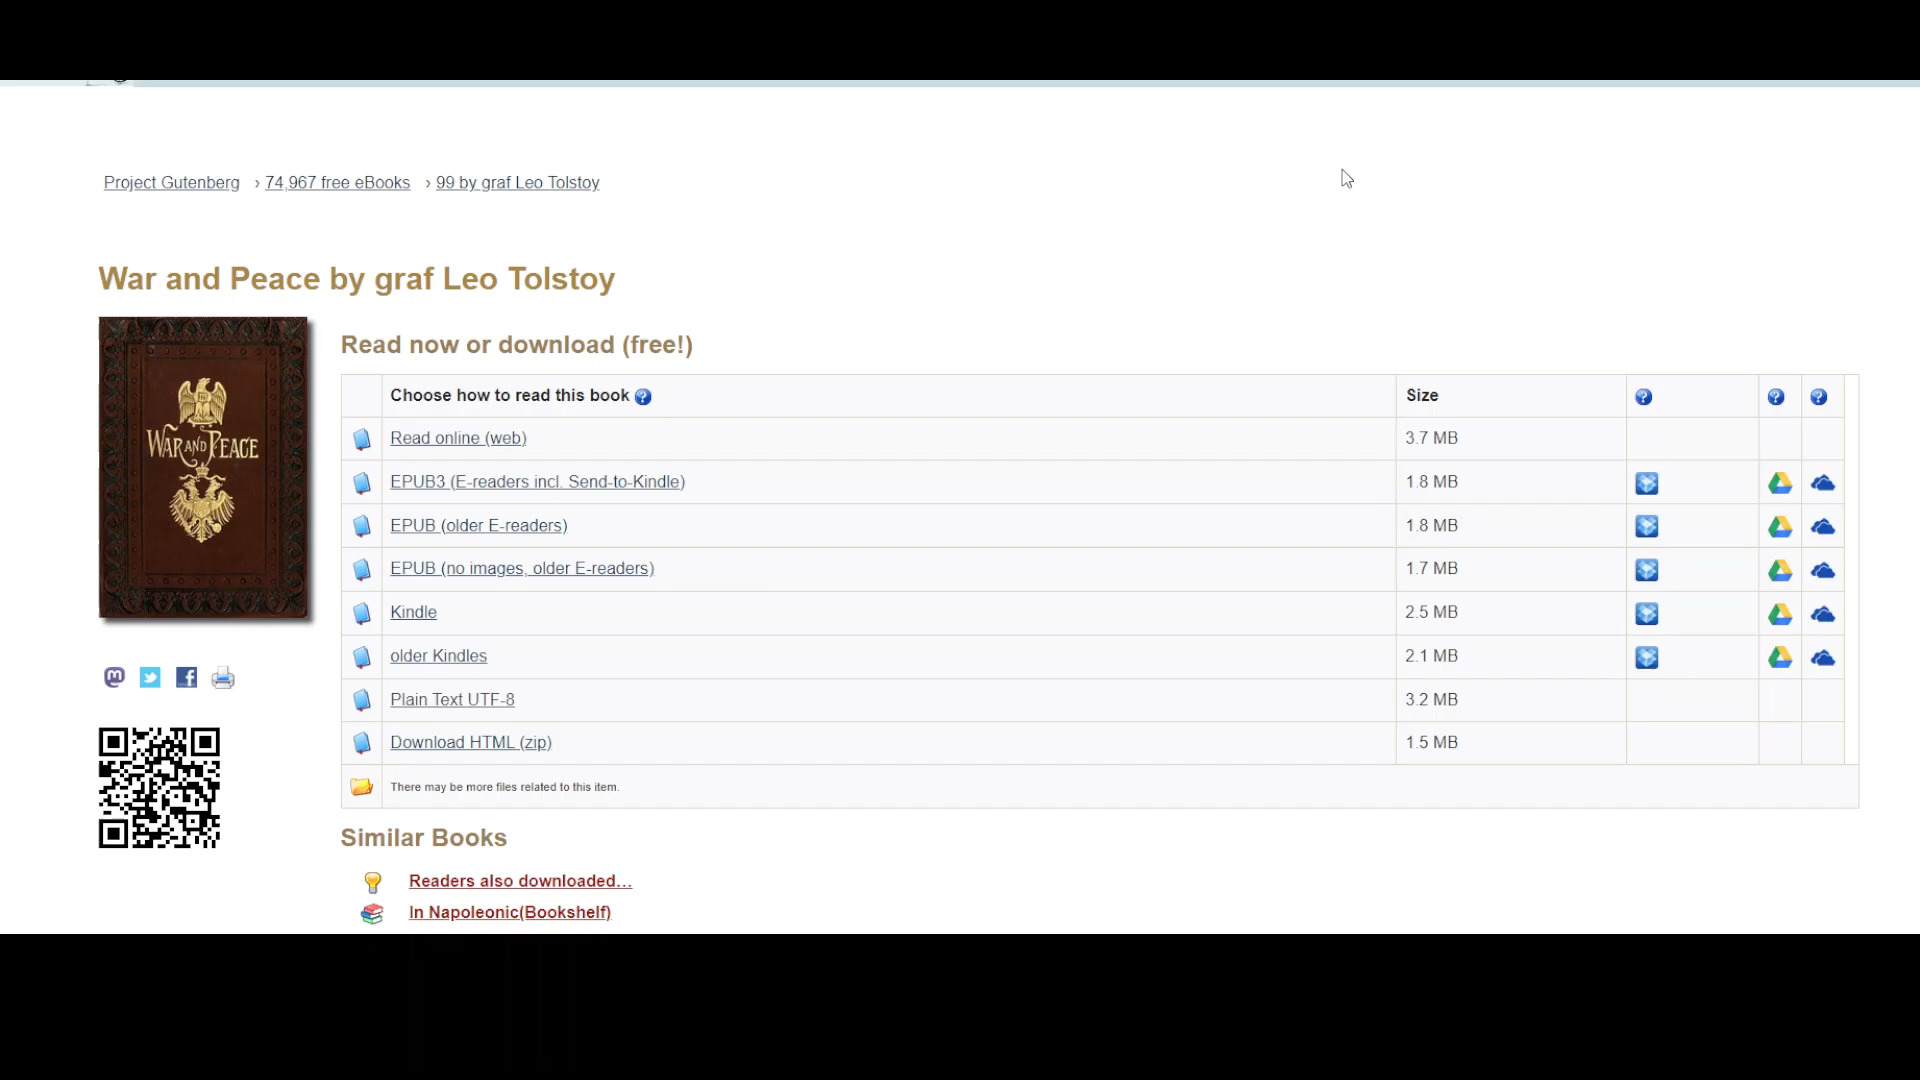 Project Gutenberg › 74,967 free eBooks › 99 by graf Leo Tolstoy
War and Peace by graf Leo Tolstoy
WAR AND PEACE
Read now or download (free!)
Choose how to read this book ? Size ? ? ?
Read online (web) 3.7 MB
EPUB3 (E-readers incl. Send-to-Kindle) 1.8 MB
EPUB (older E-readers) 1.8 MB
EPUB (no images, older E-readers) 1.7 MB
Kindle 2.5 MB
older Kindles 2.1 MB
Plain Text UTF-8 3.2 MB
Download HTML (zip) 1.5 MB
There may be more files related to this item.
Similar Books
Readers also downloaded…
In Napoleonic(Bookshelf)